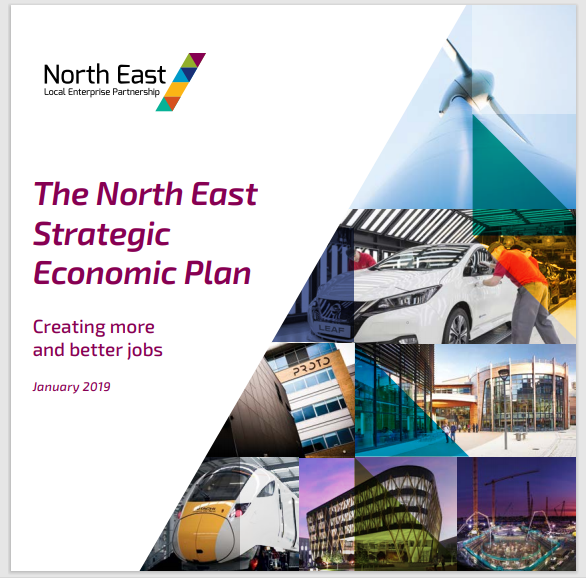 North East
Local Enterprise Partnership
The North East
Strategic
Economic Plan
Creating more
and better jobs
January 2019
LEAF
PROTO